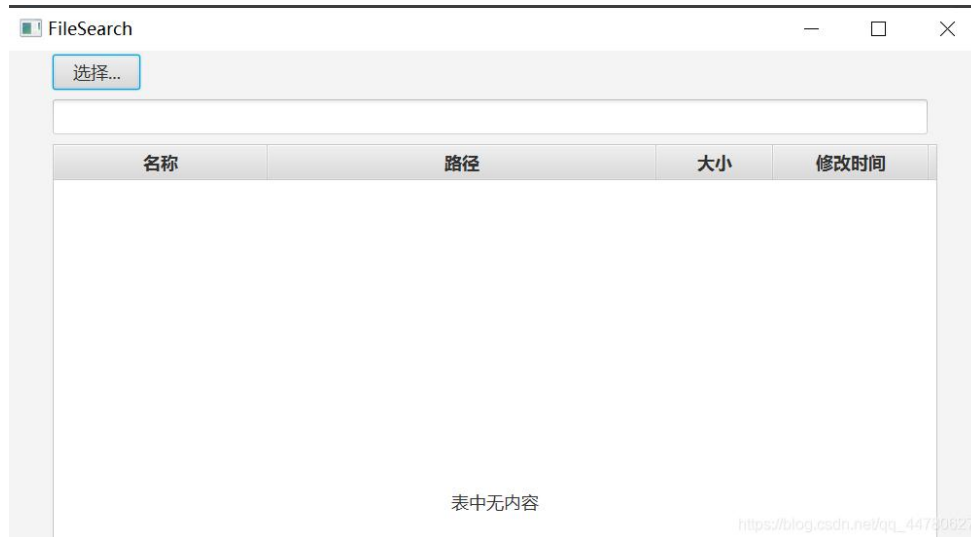 FileSearch
选择...
名称 路径 大小 修改时间
表中无内容
https://blog.csdn.net/qq_44780627